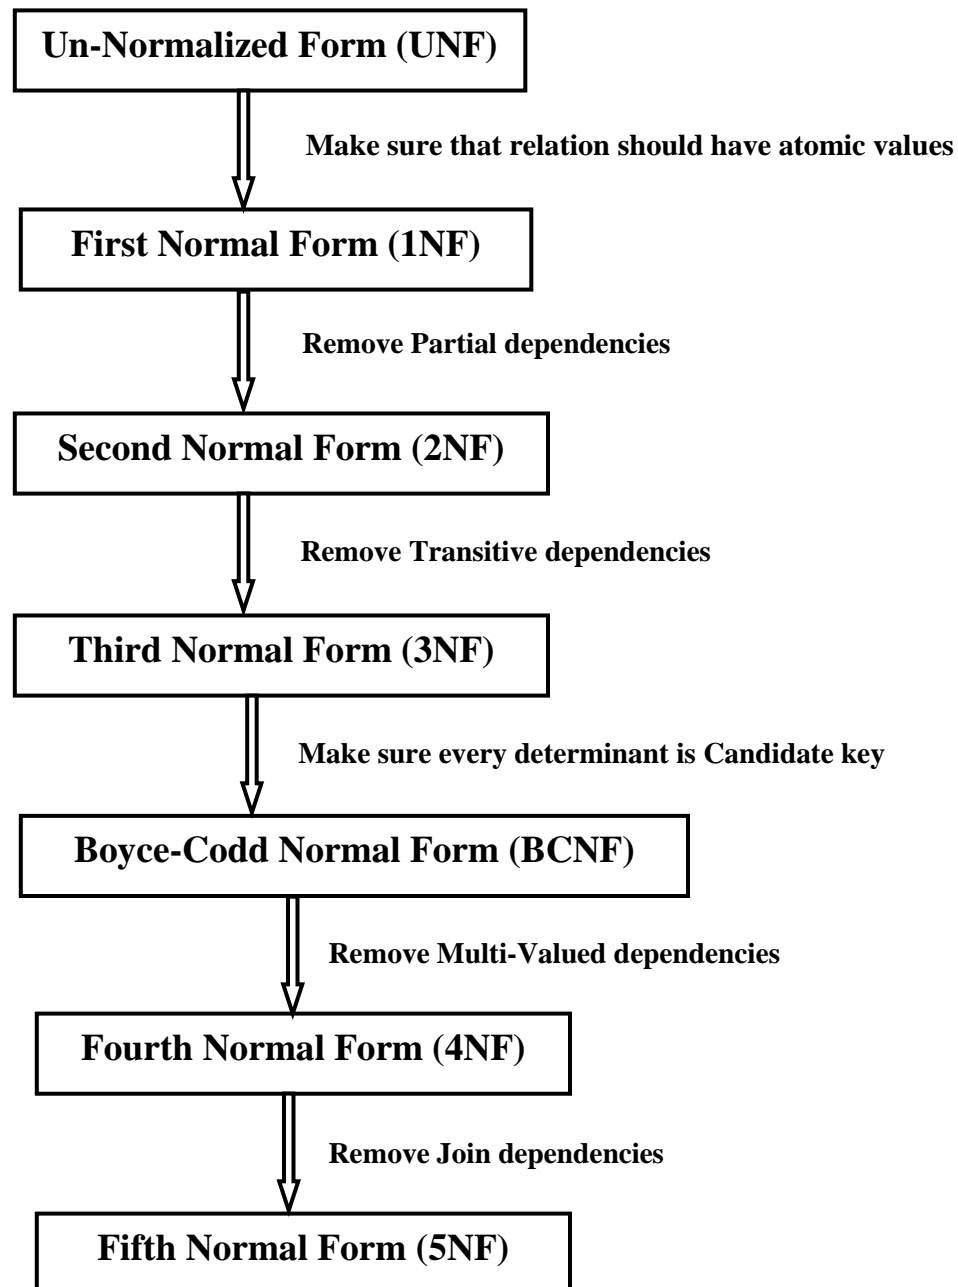 Un-Normalized Form (UNF)
Make sure that relation should have atomic values
First Normal Form (1NF)
Remove Partial dependencies
Second Normal Form (2NF)
Remove Transitive dependencies
Third Normal Form (3NF)
Make sure every determinant is Candidate key
Boyce-Codd Normal Form (BCNF)
Remove Multi-Valued dependencies
Fourth Normal Form (4NF)
Remove Join dependencies
Fifth Normal Form (5NF)